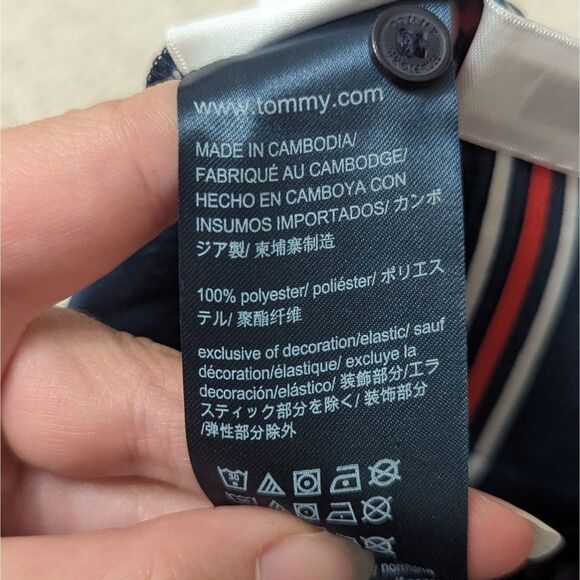 TOMMY
www.tommy.com
MADE IN CAMBODIA/
FABRIQUÉ AU CAMBODGE/
HECHO EN CAMBOYA CON
INSUMOS IMPORTADOS/ カンボ
ジア製/ 柬埔寨制造
100% polyester/ poliéster/ ポリエス
テル/ 聚酯纤维
exclusive of decoration/elastic/ sauf
décoration/élastique/ excluye la
decoración/elástico/ 装飾部分/エラ
スティック部分を除く/ 装饰部分
/弹性部分除外
30